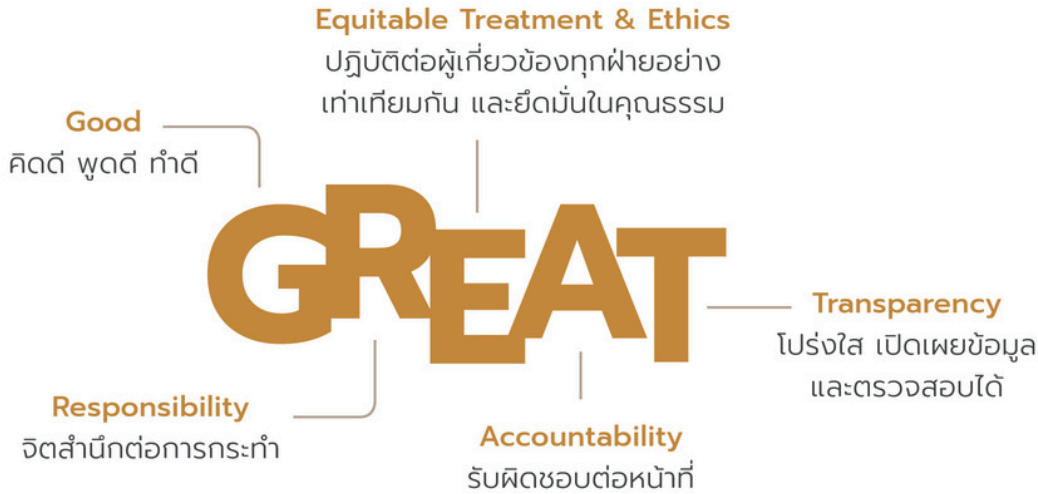 Equitable Treatment & Ethics
ปฏิบัติต่อผู้เกี่ยวข้องทุกฝ่ายอย่าง
เท่าเทียมกัน และยึดมั่นในคุณธรรม
Good
คิดดี พูดดี ทำดี
GREAT
Transparency
โปร่งใส เปิดเผยข้อมูล
และตรวจสอบได้
Responsibility
จิตสำนึกต่อการกระทำ
Accountability
รับผิดชอบต่อหน้าที่